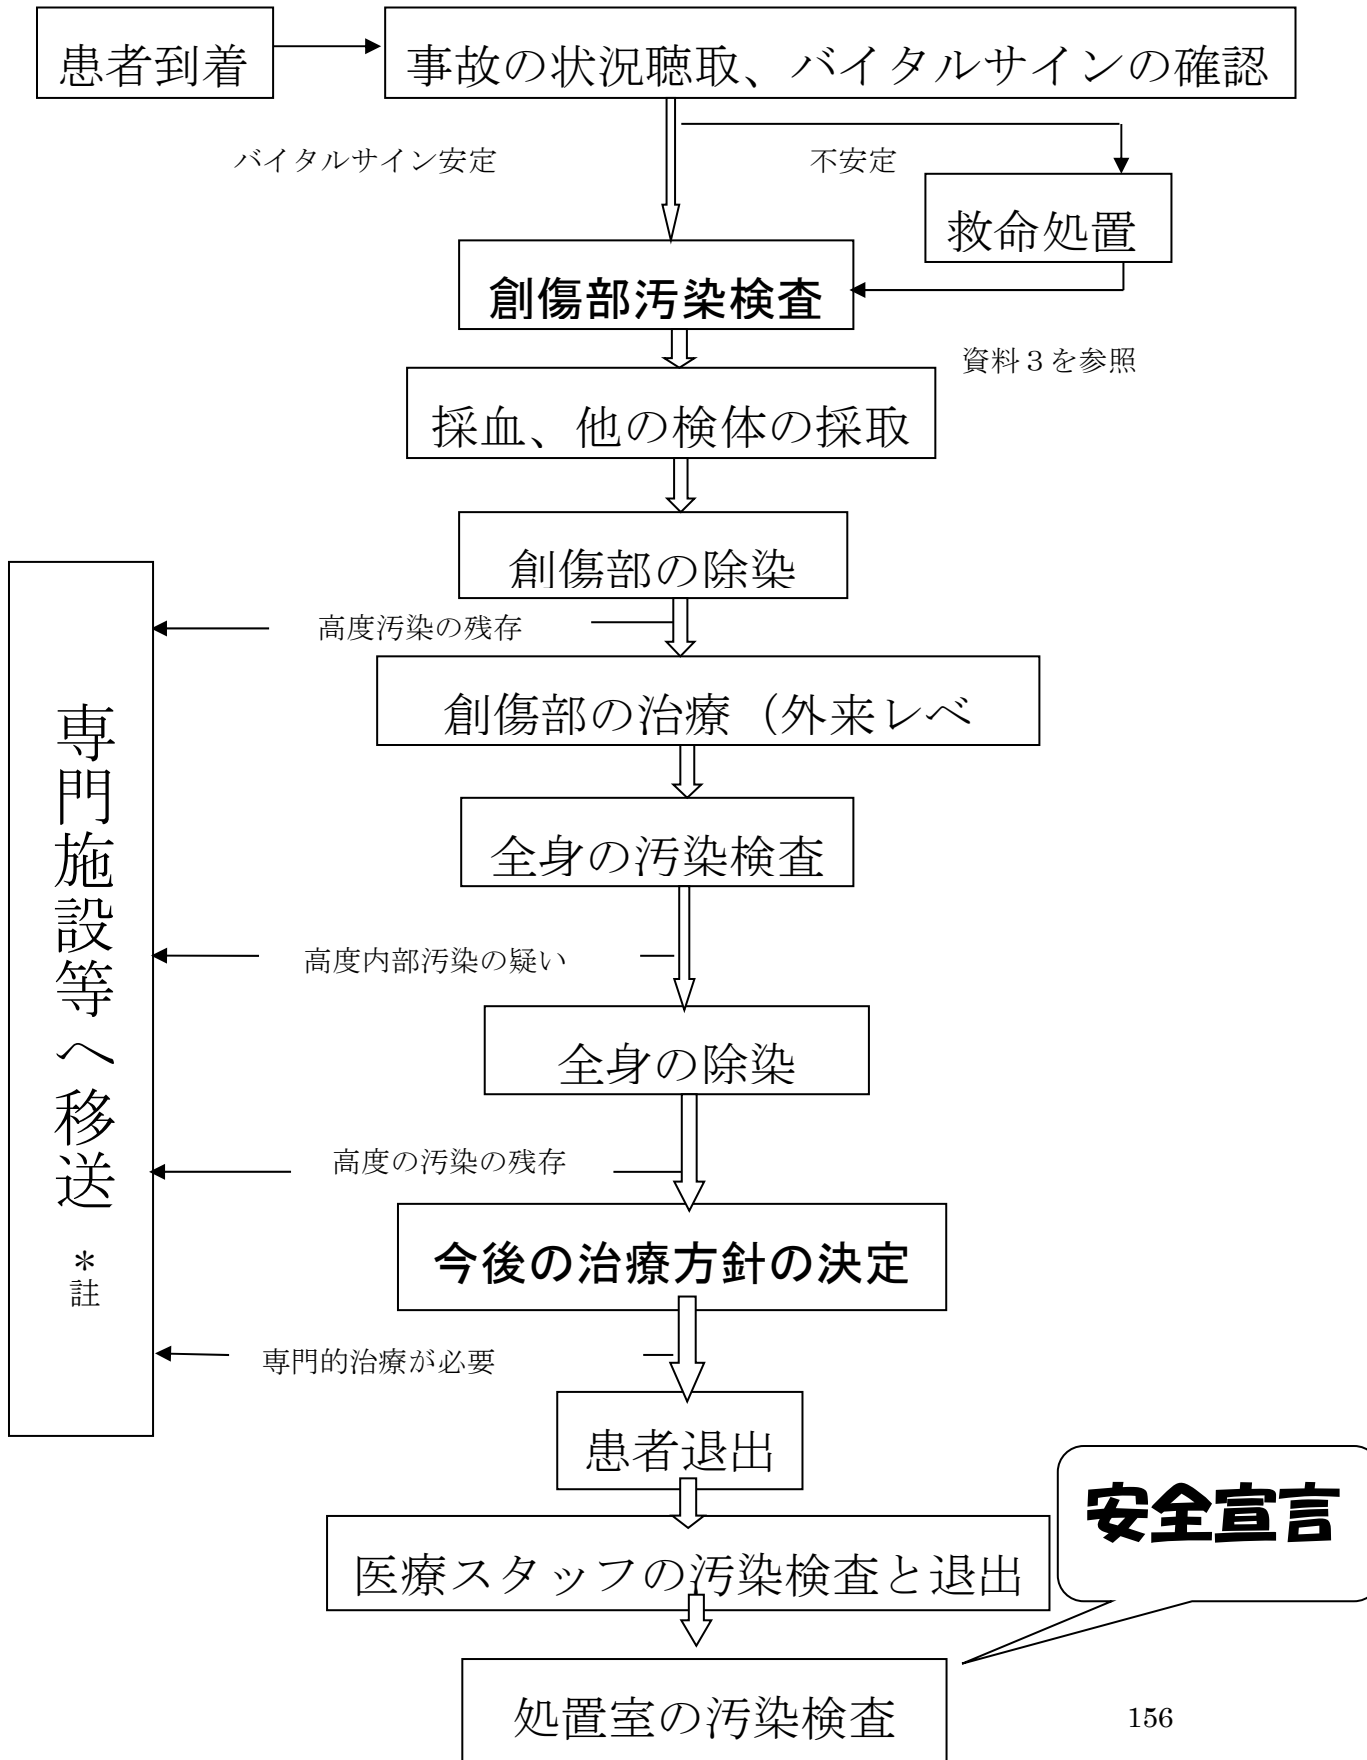 患者到着
事故の状況聴取、バイタルサインの確認
バイタルサイン安定
不安定
救命処置
創傷部汚染検査
資料３を参照
採血、他の検体の採取
創傷部の除染
高度汚染の残存
創傷部の治療（外来レベ
全身の汚染検査
専門施設等へ移送 ＊註
高度内部汚染の疑い
全身の除染
高度の汚染の残存
今後の治療方針の決定
専門的治療が必要
患者退出
安全宣言
医療スタッフの汚染検査と退出
処置室の汚染検査
156